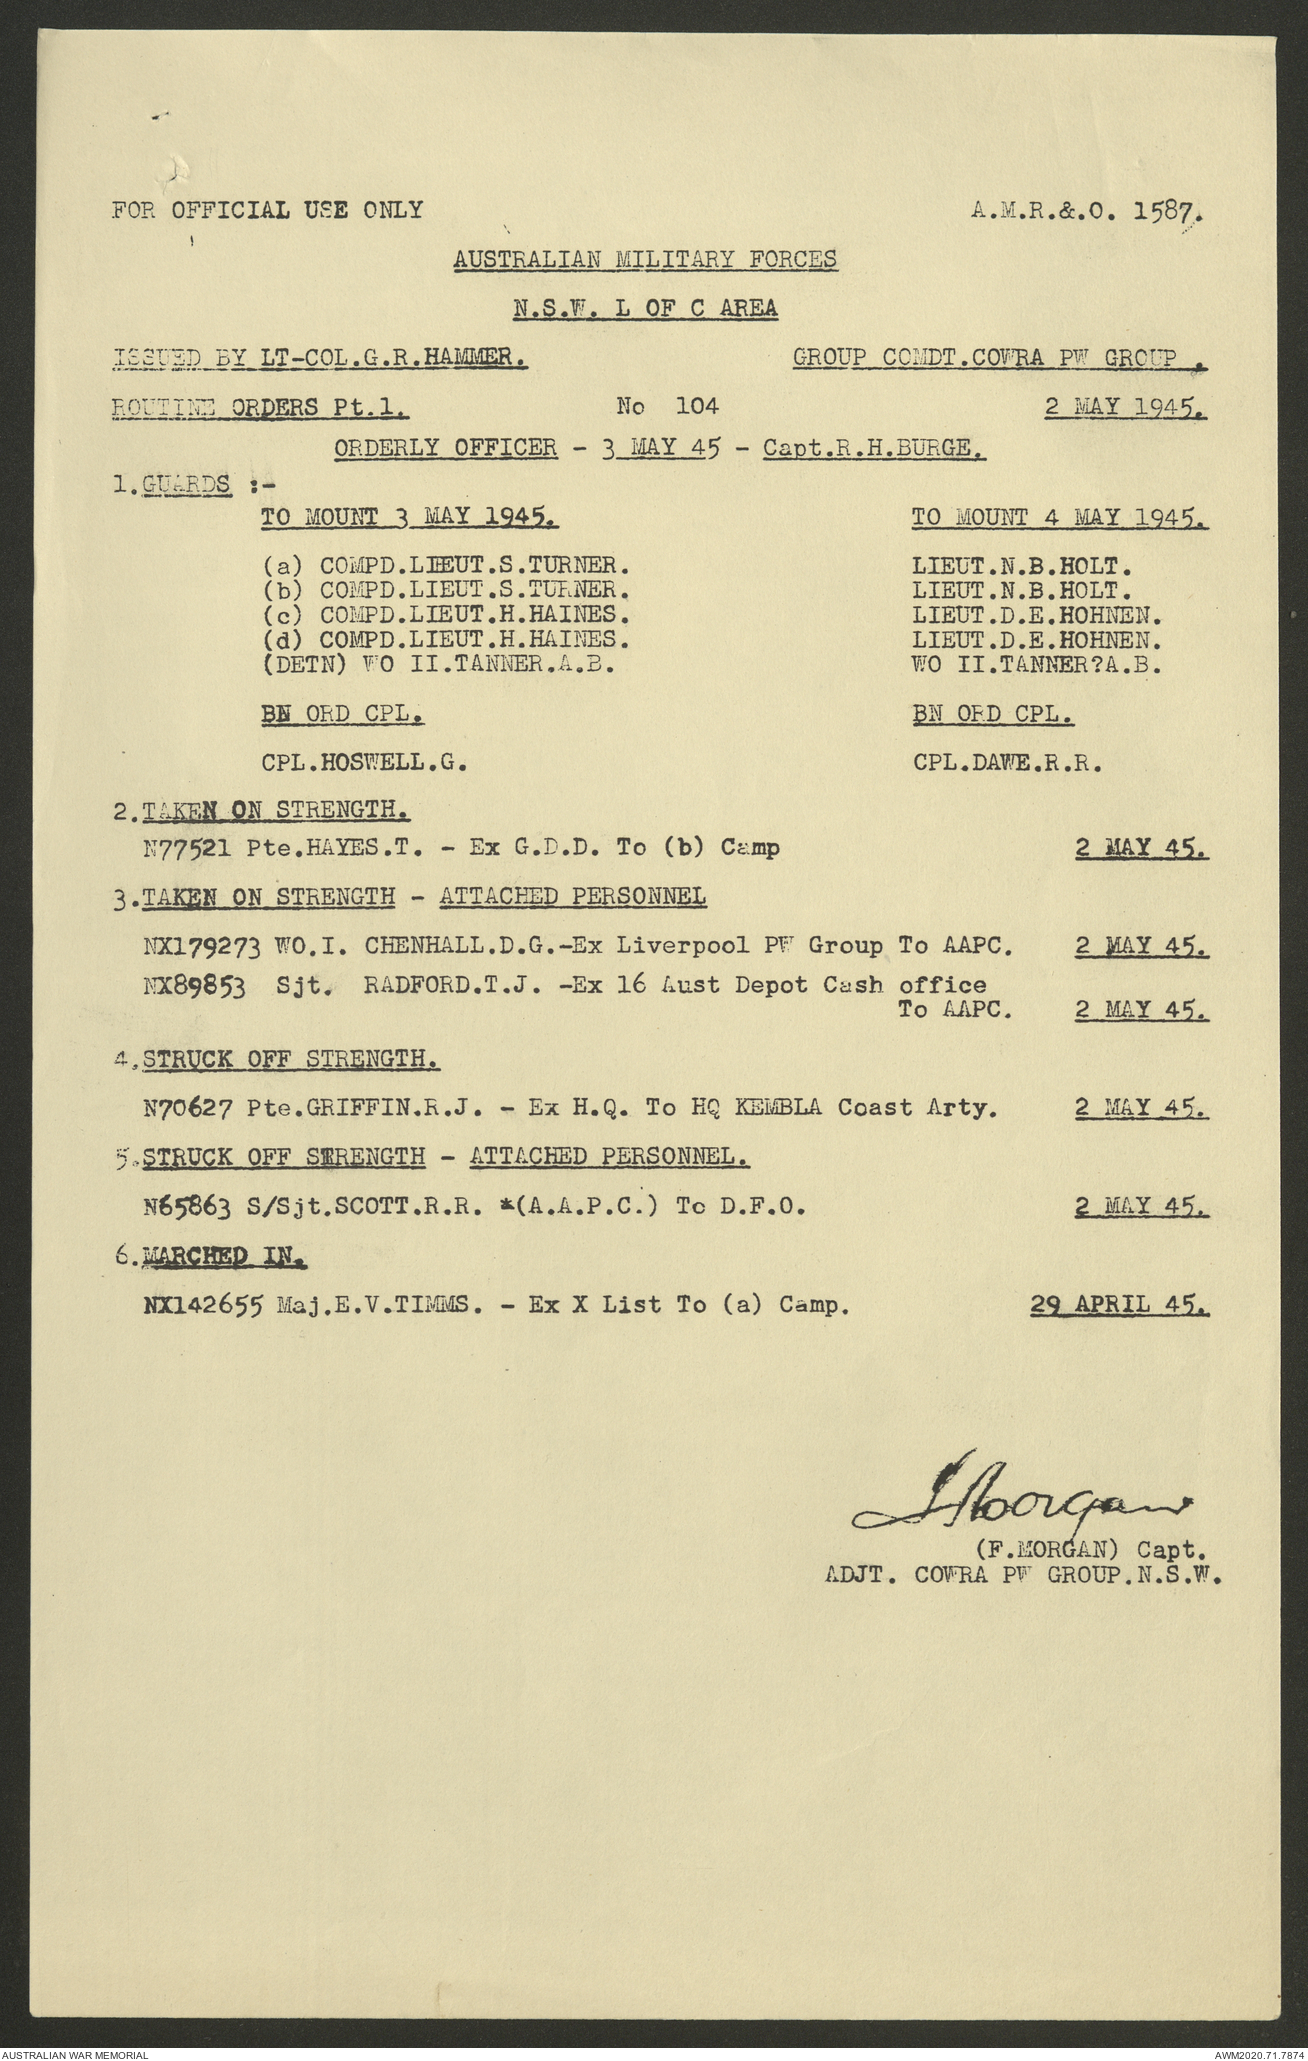 FOR OFFICIAL USE ONLY A.M.R.&.O. 1587.
AUSTRALIAN MILITARY FORCES
N.S.W. L OF C AREA
ISSUED BY LT-COL.G.R.HAMMER. GROUP COMDT.COWRA PW GROUP .
ROUTINE ORDERS Pt.1. No 104 2 MAY 1945.
ORDERLY OFFICER - 3 MAY 45 - Capt.R.H.BURGE.
1.GUARDS :-
TO MOUNT 3 MAY 1945. TO MOUNT 4 MAY 1945.
(a) COMPD.LIEUT.S.TURNER. LIEUT.N.B.HOLT.
(b) COMPD.LIEUT.S.TURNER. LIEUT.N.B.HOLT.
(c) COMPD.LIEUT.H.HAINES. LIEUT.D.E.HOHNEN.
(d) COMPD.LIEUT.H.HAINES. LIEUT.D.E.HOHNEN.
(DETN) WO II.TANNER.A.B. WO II.TANNER?A.B.
BN ORD CPL. BN ORD CPL.
CPL.HOSWELL.G. CPL.DAWE.R.R.
2.TAKEN ON STRENGTH.
N77521 Pte.HAYES.T. - Ex G.D.D. To (b) Camp 2 MAY 45.
3.TAKEN ON STRENGTH - ATTACHED PERSONNEL
NX179273 WO.I. CHENHALL.D.G.-Ex Liverpool PW Group To AAPC. 2 MAY 45.
NX89853 Sjt. RADFORD.T.J. -Ex 16 Aust Depot Cash office
To AAPC. 2 MAY 45.
4.STRUCK OFF STRENGTH.
N70627 Pte.GRIFFIN.R.J. - Ex H.Q. To HQ KEMBLA Coast Arty. 2 MAY 45.
5.STRUCK OFF STRENGTH - ATTACHED PERSONNEL.
N65863 S/Sjt.SCOTT.R.R. *(A.A.P.C.) To D.F.O. 2 MAY 45.
6.MARCHED IN.
NX142655 Maj.E.V.TIMMS. - Ex X List To (a) Camp. 29 APRIL 45.
FMorgan
(F.MORGAN) Capt.
ADJT. COWRA PW GROUP.N.S.W.
AUSTRALIAN WAR MEMORIAL AWM2020.71.7874